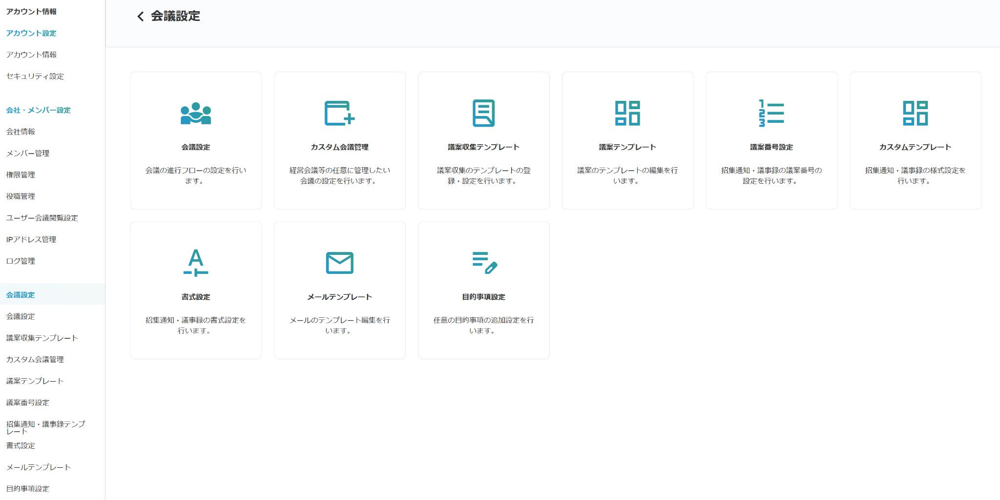 アカウント情報
アカウント設定
アカウント情報
セキュリティ設定
会社・メンバー設定
会社情報
メンバー管理
権限管理
役職管理
ユーザー会議閲覧設定
IPアドレス管理
ログ管理
会議設定
会議設定
議案収集テンプレート
カスタム会議管理
議案テンプレート
議案番号設定
招集通知・議事録テンプ
レート
書式設定
メールテンプレート
目的事項設定
会議設定
会議設定
会議の進行フローの設定を行い
ます。
カスタム会議管理
経営会議等の任意に管理したい
会議の設定を行います。
議案収集テンプレート
議案収集のテンプレートの登
録・設定を行います。
議案テンプレート
議案のテンプレートの編集を行
います。
1
2
3
議案番号設定
招集通知・議事録の議案番号の
設定を行います。
カスタムテンプレート
招集通知・議事録の様式設定を
行います。
A
書式設定
招集通知・議事録の書式設定を
行います。
メールテンプレート
メールのテンプレート編集を行
います。
目的事項設定
任意の目的事項の追加設定を行
います。